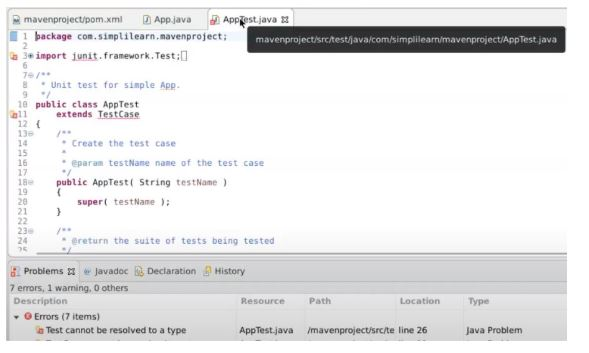 mavenproject/pom.xml App.java AppTest.java
1 package com.simplilearn.mavenproject;
mavenproject/src/test/java/com/simplilearn/mavenproject/AppTest.java
2
3 import junit.framework.Test;
6
7 /**
8 * Unit test for simple App.
9 */
10 public class AppTest
11 extends TestCase
12 {
13 /**
14 * Create the test case
15 *
16 * @param testName name of the test case
17 */
18 public AppTest( String testName )
19 {
20 super( testName );
21 }
22
23 /**
24 * @return the suite of tests being tested
25 */
Problems Javadoc Declaration History
7 errors, 1 warning, 0 others
Description Resource Path Location Type
Errors (7 items)
Test cannot be resolved to a type AppTest.java /mavenproject/src/te line 26 Java Problem